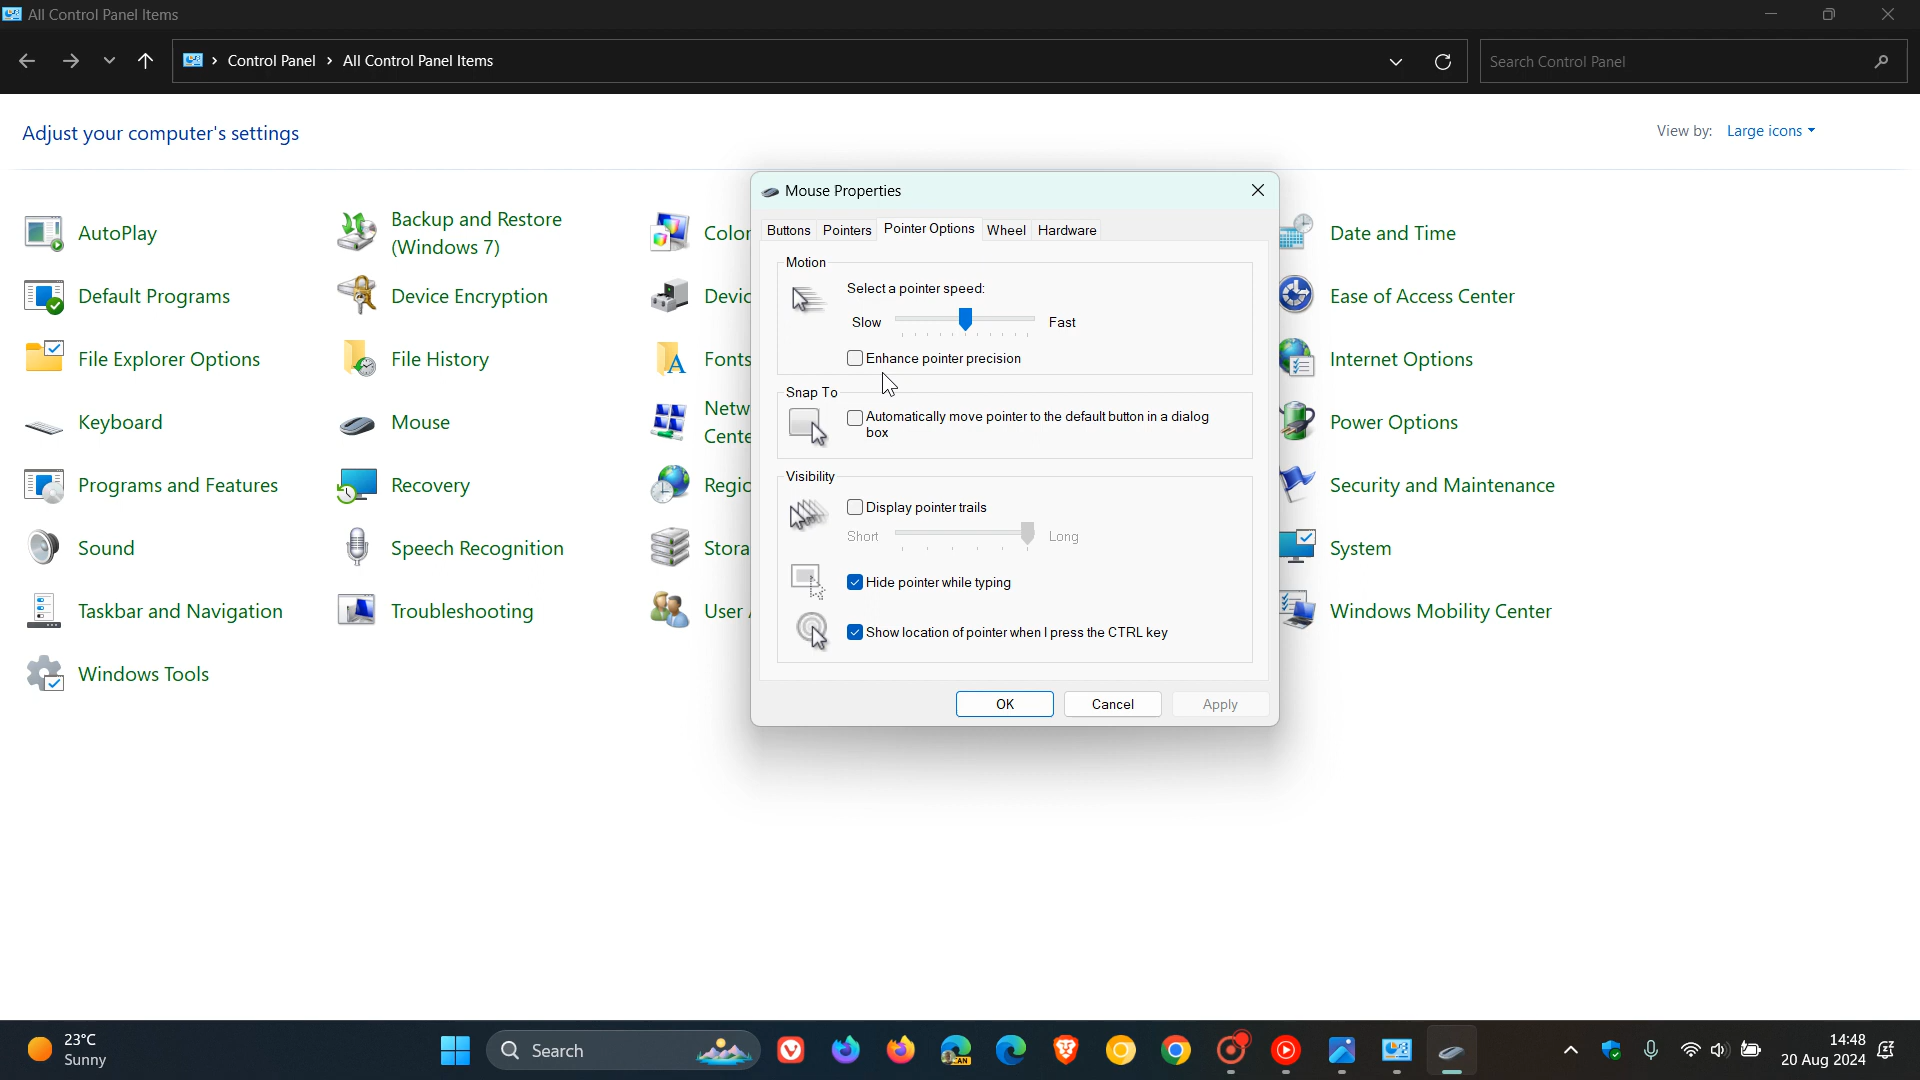 All Control Panel Items
Control Panel › All Control Panel Items
Search Control Panel
Adjust your computer's settings
View by: Large icons
AutoPlay
Backup and Restore
(Windows 7)
Color
Date and Time
Default Programs
Device Encryption
Devic
Ease of Access Center
File Explorer Options
File History
Fonts
Internet Options
Keyboard
Mouse
Netw
Cente
Power Options
Programs and Features
Recovery
Regio
Security and Maintenance
Sound
Speech Recognition
Stora
System
Taskbar and Navigation
Troubleshooting
User A
Windows Mobility Center
Windows Tools
Mouse Properties
Buttons Pointers Pointer Options Wheel Hardware
Motion
Select a pointer speed:
Slow Fast
Enhance pointer precision
Snap To
Automatically move pointer to the default button in a dialog
box
Visibility
Display pointer trails
Short Long
Hide pointer while typing
Show location of pointer when I press the CTRL key
OK Cancel Apply
23°C
Sunny
Search
CAN
14:48
20 Aug 2024